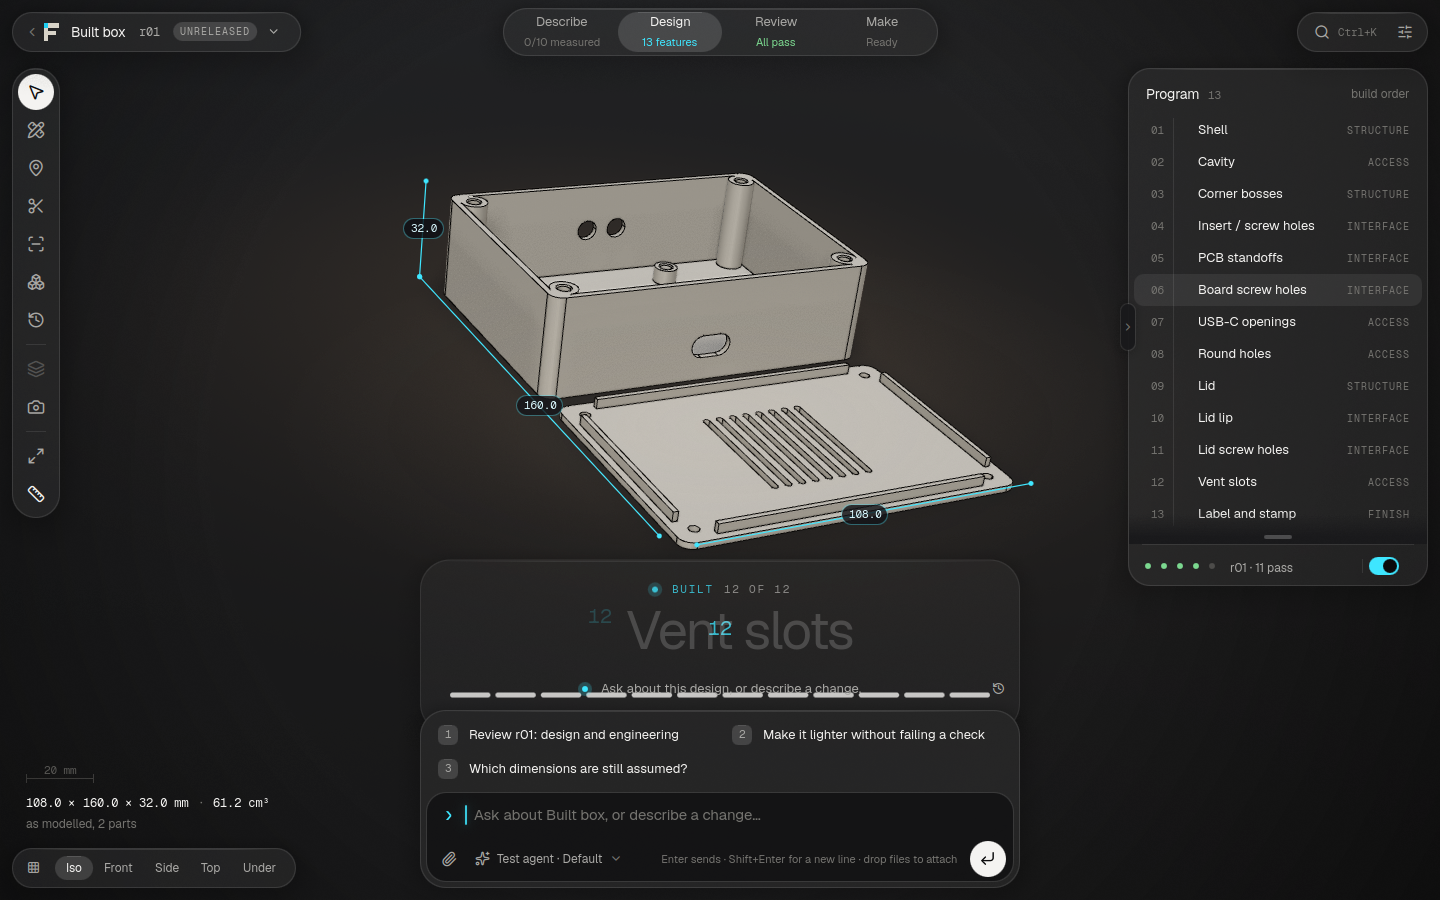 Built box r01 UNRELEASED
Describe
0/10 measured
Design
13 features
Review
All pass
Make
Ready
Ctrl+K
Program 13 build order
01 Shell STRUCTURE
02 Cavity ACCESS
03 Corner bosses STRUCTURE
04 Insert / screw holes INTERFACE
05 PCB standoffs INTERFACE
06 Board screw holes INTERFACE
07 USB-C openings ACCESS
08 Round holes ACCESS
09 Lid STRUCTURE
10 Lid lip INTERFACE
11 Lid screw holes INTERFACE
12 Vent slots ACCESS
13 Label and stamp FINISH
r01 · 11 pass
32.0
160.0
108.0
BUILT 12 OF 12
12 Vent slots
12
Ask about this design, or describe a change.
1 Review r01: design and engineering
2 Make it lighter without failing a check
3 Which dimensions are still assumed?
Ask about Built box, or describe a change…
Test agent · Default
Enter sends · Shift+Enter for a new line · drop files to attach
20 mm
108.0 × 160.0 × 32.0 mm · 61.2 cm³
as modelled, 2 parts
Iso Front Side Top Under